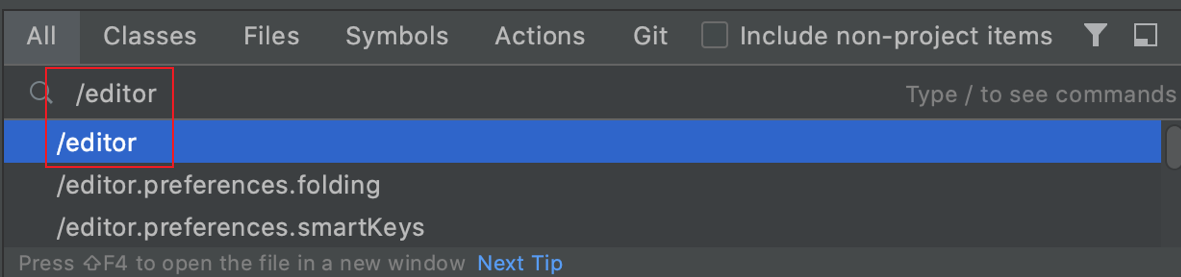 All Classes Files Symbols Actions Git Include non-project items
/editor Type / to see commands
/editor
/editor.preferences.folding
/editor.preferences.smartKeys
Press ⇧F4 to open the file in a new window Next Tip